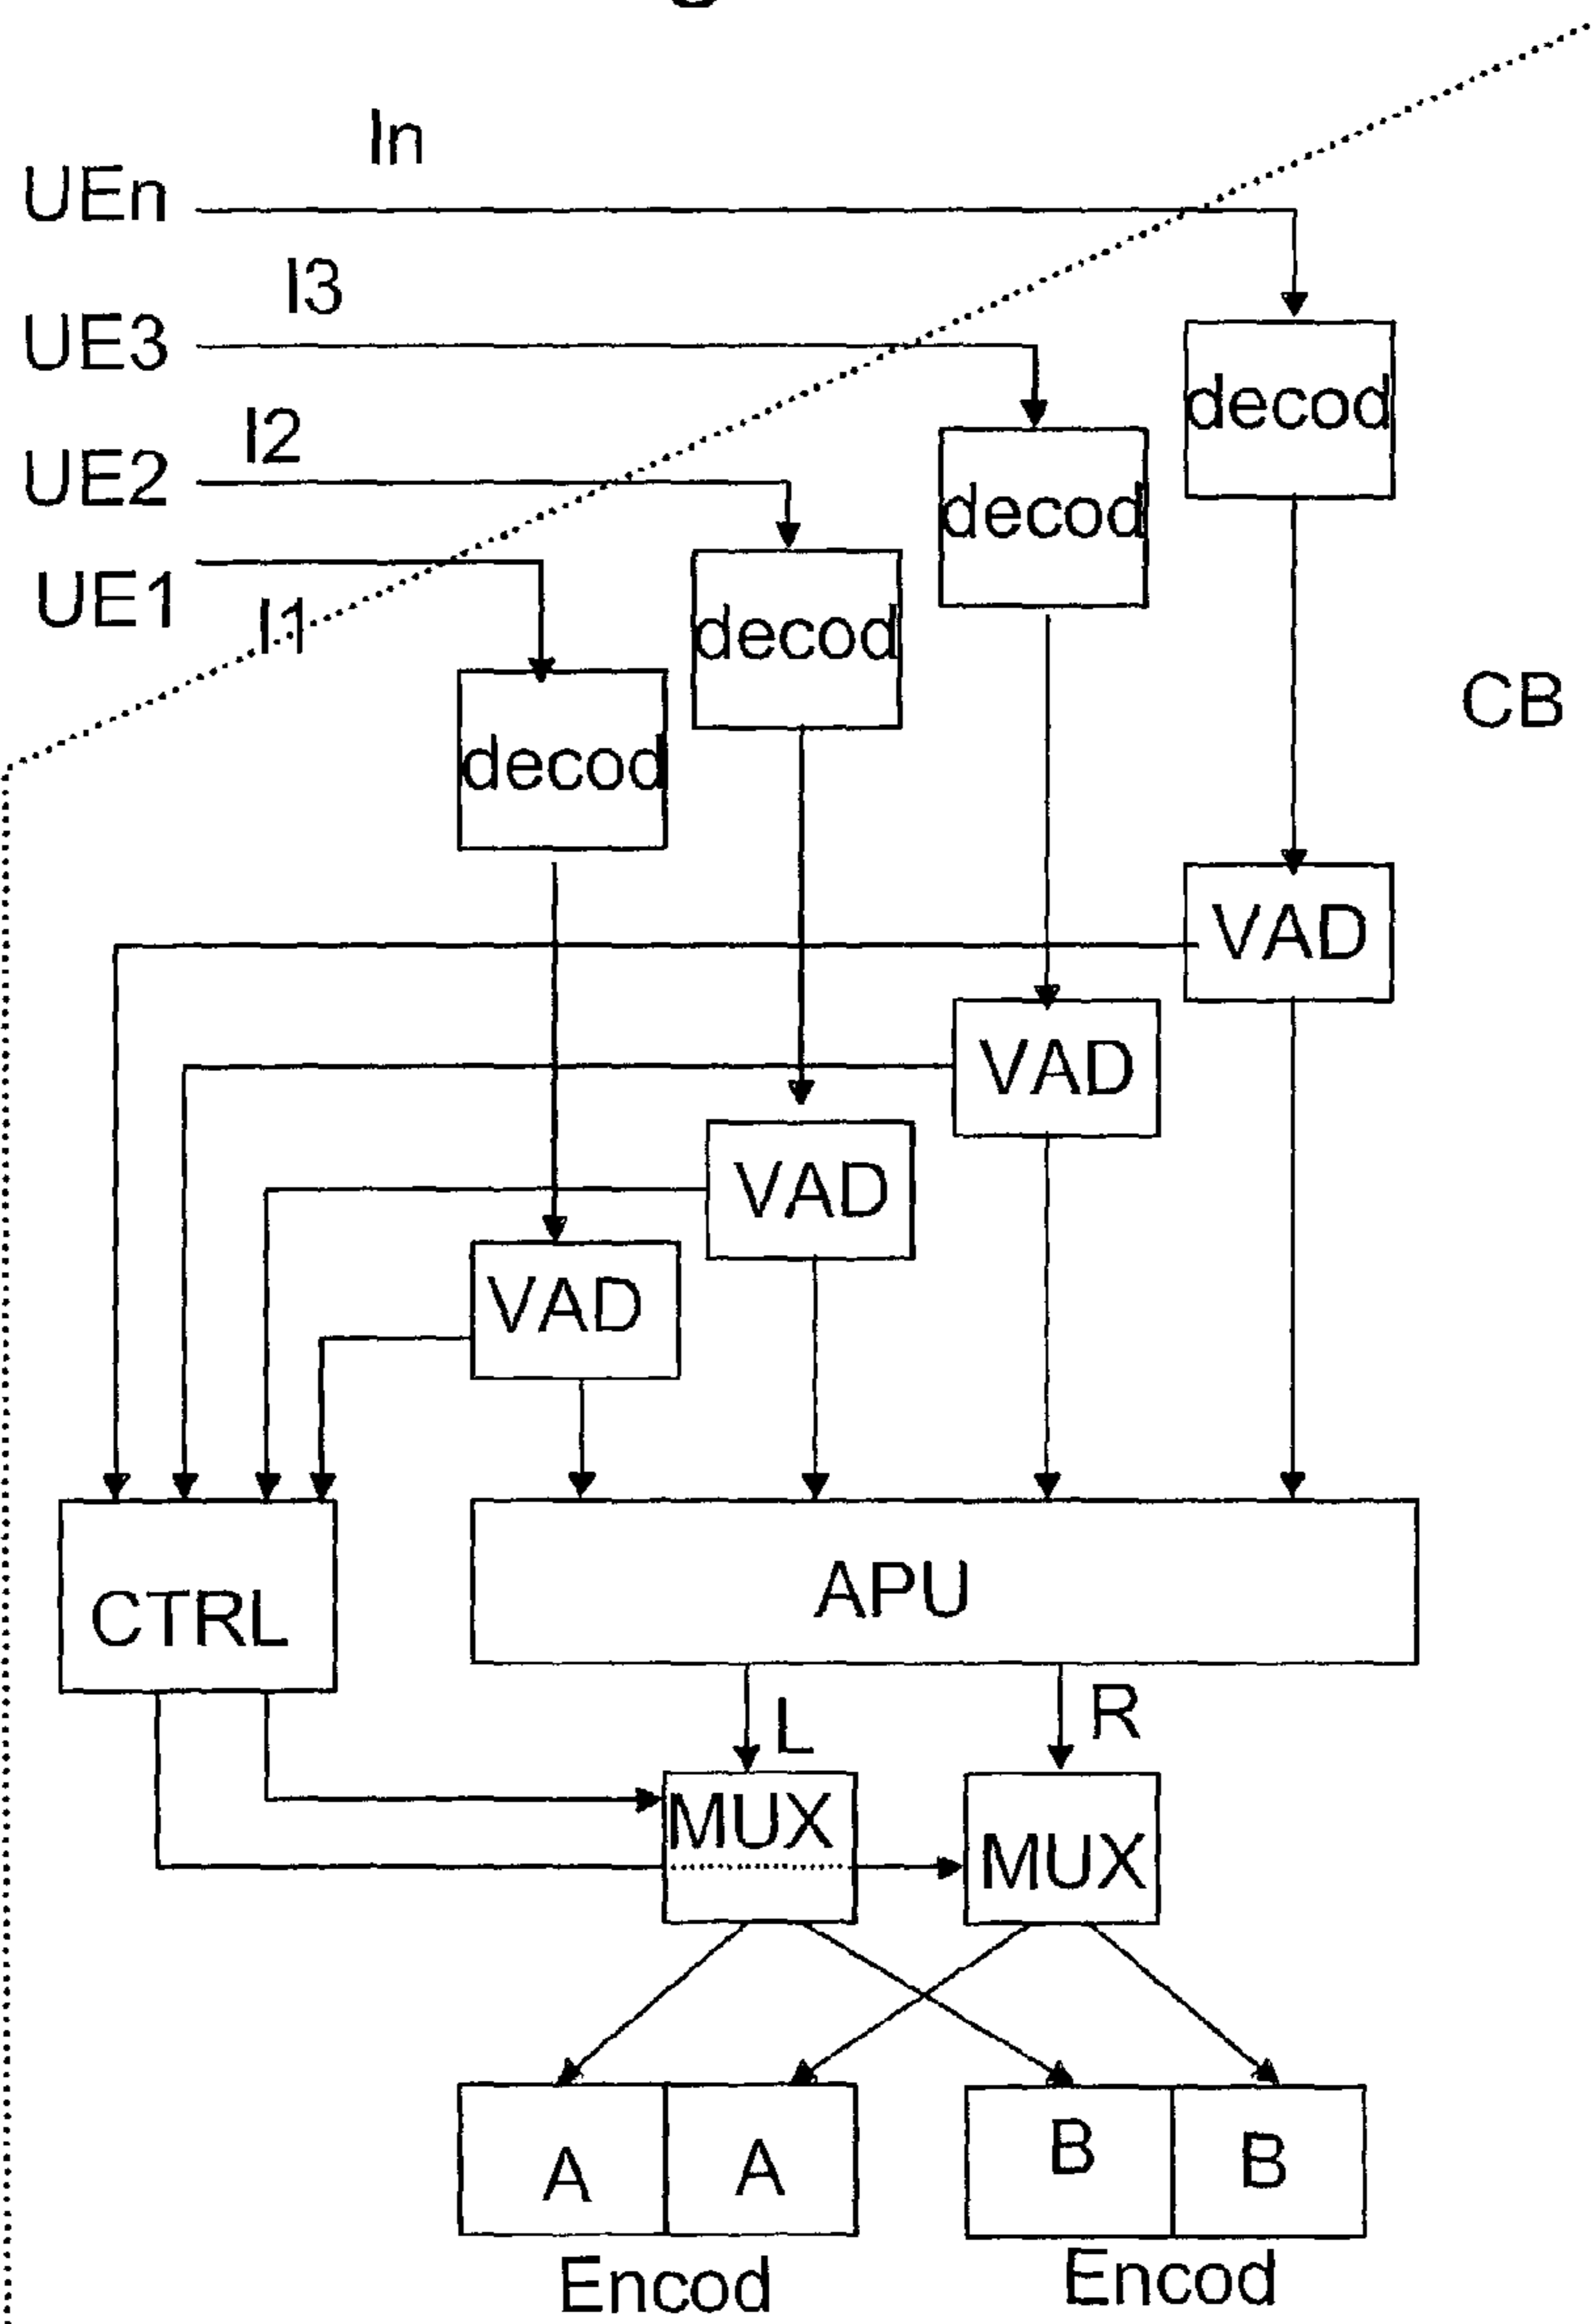 In
UEn
I3
UE3
I2
UE2
UE1
I1
decod
decod
decod
decod
CB
VAD
VAD
VAD
VAD
CTRL
APU
L
R
MUX
MUX
A
A
B
B
Encod
Encod